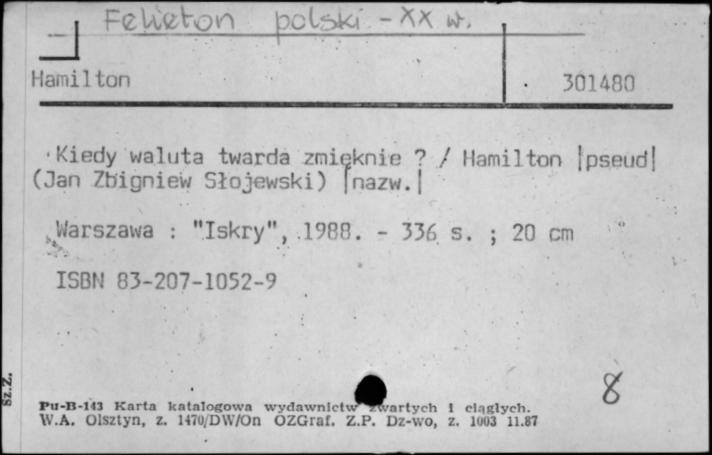 Felieton polski - XX w.
Hamilton 301480
Kiedy waluta twarda zmięknie ? / Hamilton |pseud|
(Jan Zbigniew Słojewski) [nazw.|
Warszawa : "Iskry", 1988. - 336 s. ; 20 cm
ISBN 83-207-1052-9
8
Sz.Z.
Pu-B-143 Karta katalogowa wydawnictw zwartych i ciągłych.
W.A. Olsztyn, z. 1470/DW/On OZGraf. Z.P. Dz-wo, z. 1003 11.87